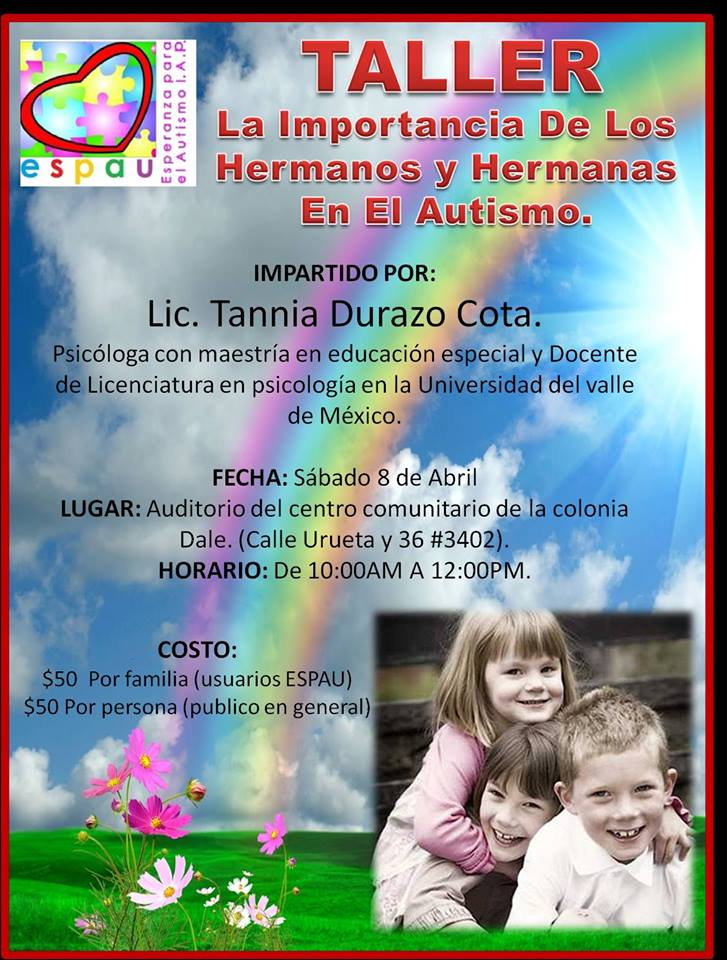 TALLER
La Importancia De Los
Hermanos y Hermanas
En El Autismo.
espau
Esperanza para
el Autismo I.A.P.
IMPARTIDO POR:
Lic. Tannia Durazo Cota.
Psicóloga con maestría en educación especial y Docente
de Licenciatura en psicología en la Universidad del valle
de México.
FECHA: Sábado 8 de Abril
LUGAR: Auditorio del centro comunitario de la colonia
Dale. (Calle Urueta y 36 #3402).
HORARIO: De 10:00AM A 12:00PM.
COSTO:
$50 Por familia (usuarios ESPAU)
$50 Por persona (publico en general)